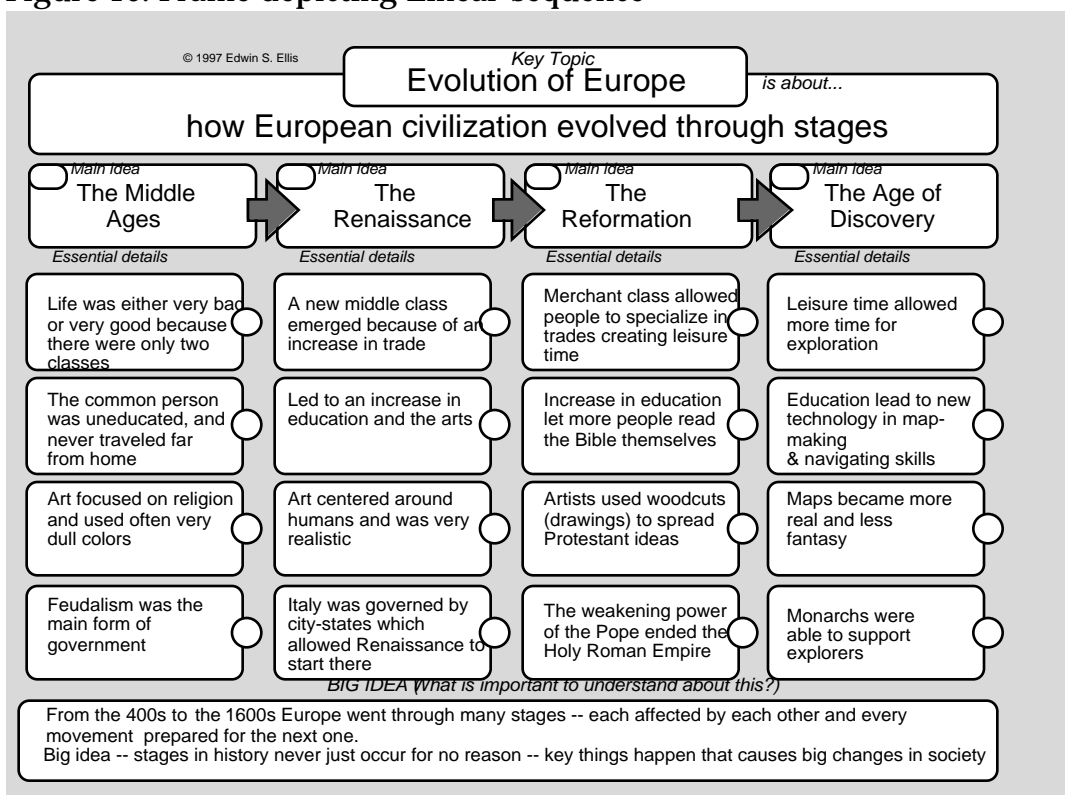 Figure 10. Frame depicting Linear sequence
© 1997 Edwin S. Ellis
Key Topic
Evolution of Europe
is about...
how European civilization evolved through stages
Main idea
The Middle
Ages
Main idea
The
Renaissance
Main idea
The
Reformation
Main idea
The Age of
Discovery
Essential details
Essential details
Essential details
Essential details
Life was either very bad
or very good because
there were only two
classes
A new middle class
emerged because of an
increase in trade
Merchant class allowed
people to specialize in
trades creating leisure
time
Leisure time allowed
more time for
exploration
The common person
was uneducated, and
never traveled far
from home
Led to an increase in
education and the arts
Increase in education
let more people read
the Bible themselves
Education lead to new
technology in map-
making
& navigating skills
Art focused on religion
and used often very
dull colors
Art centered around
humans and was very
realistic
Artists used woodcuts
(drawings) to spread
Protestant ideas
Maps became more
real and less
fantasy
Feudalism was the
main form of
government
Italy was governed by
city-states which
allowed Renaissance to
start there
The weakening power
of the Pope ended the
Holy Roman Empire
Monarchs were
able to support
explorers
BIG IDEA (What is important to understand about this?)
From the 400s to the 1600s Europe went through many stages -- each affected by each other and every
movement prepared for the next one.
Big idea -- stages in history never just occur for no reason -- key things happen that causes big changes in society